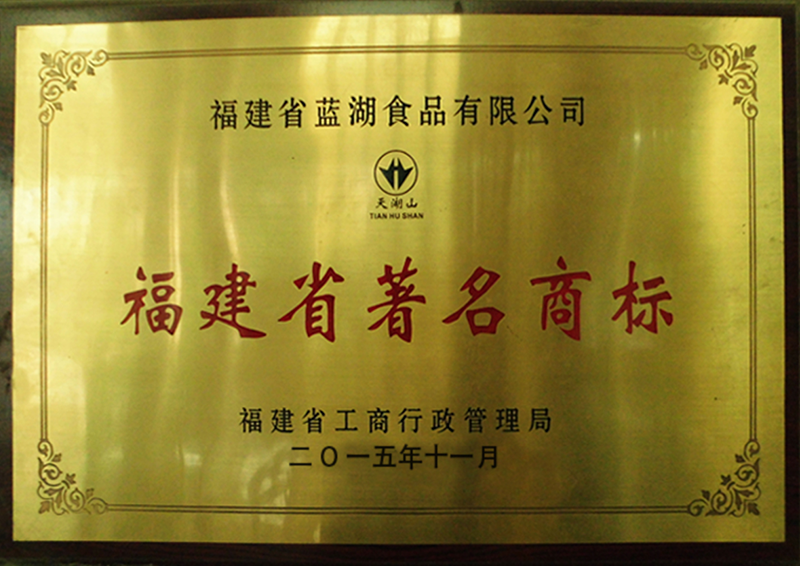 福建省蓝湖食品有限公司
天湖山
TIAN HU SHAN
福建省著名商标
福建省工商行政管理局
二〇一五年十一月